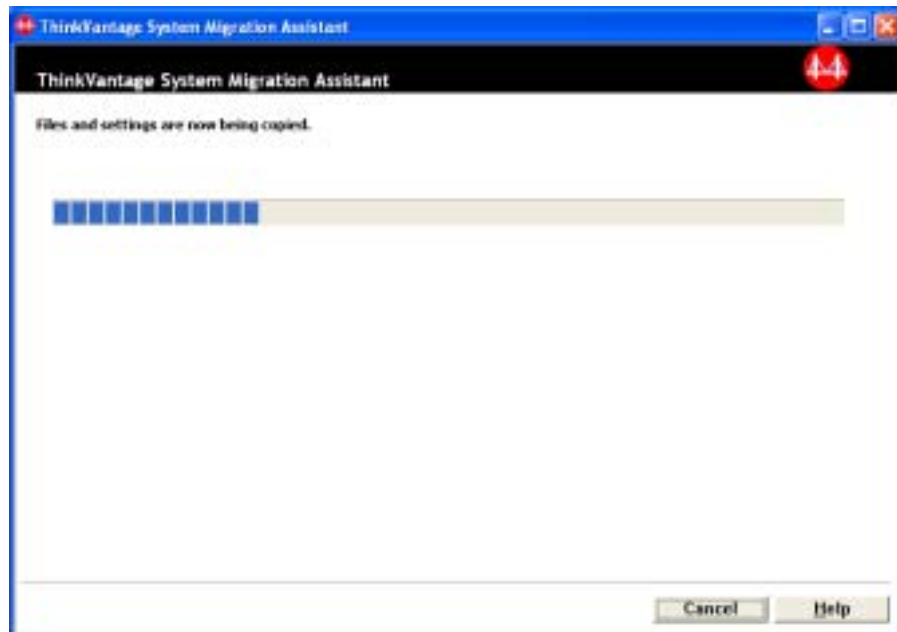 ThinkVantage System Migration Assistant
ThinkVantage System Migration Assistant
Files and settings are now being copied.
Cancel
Help